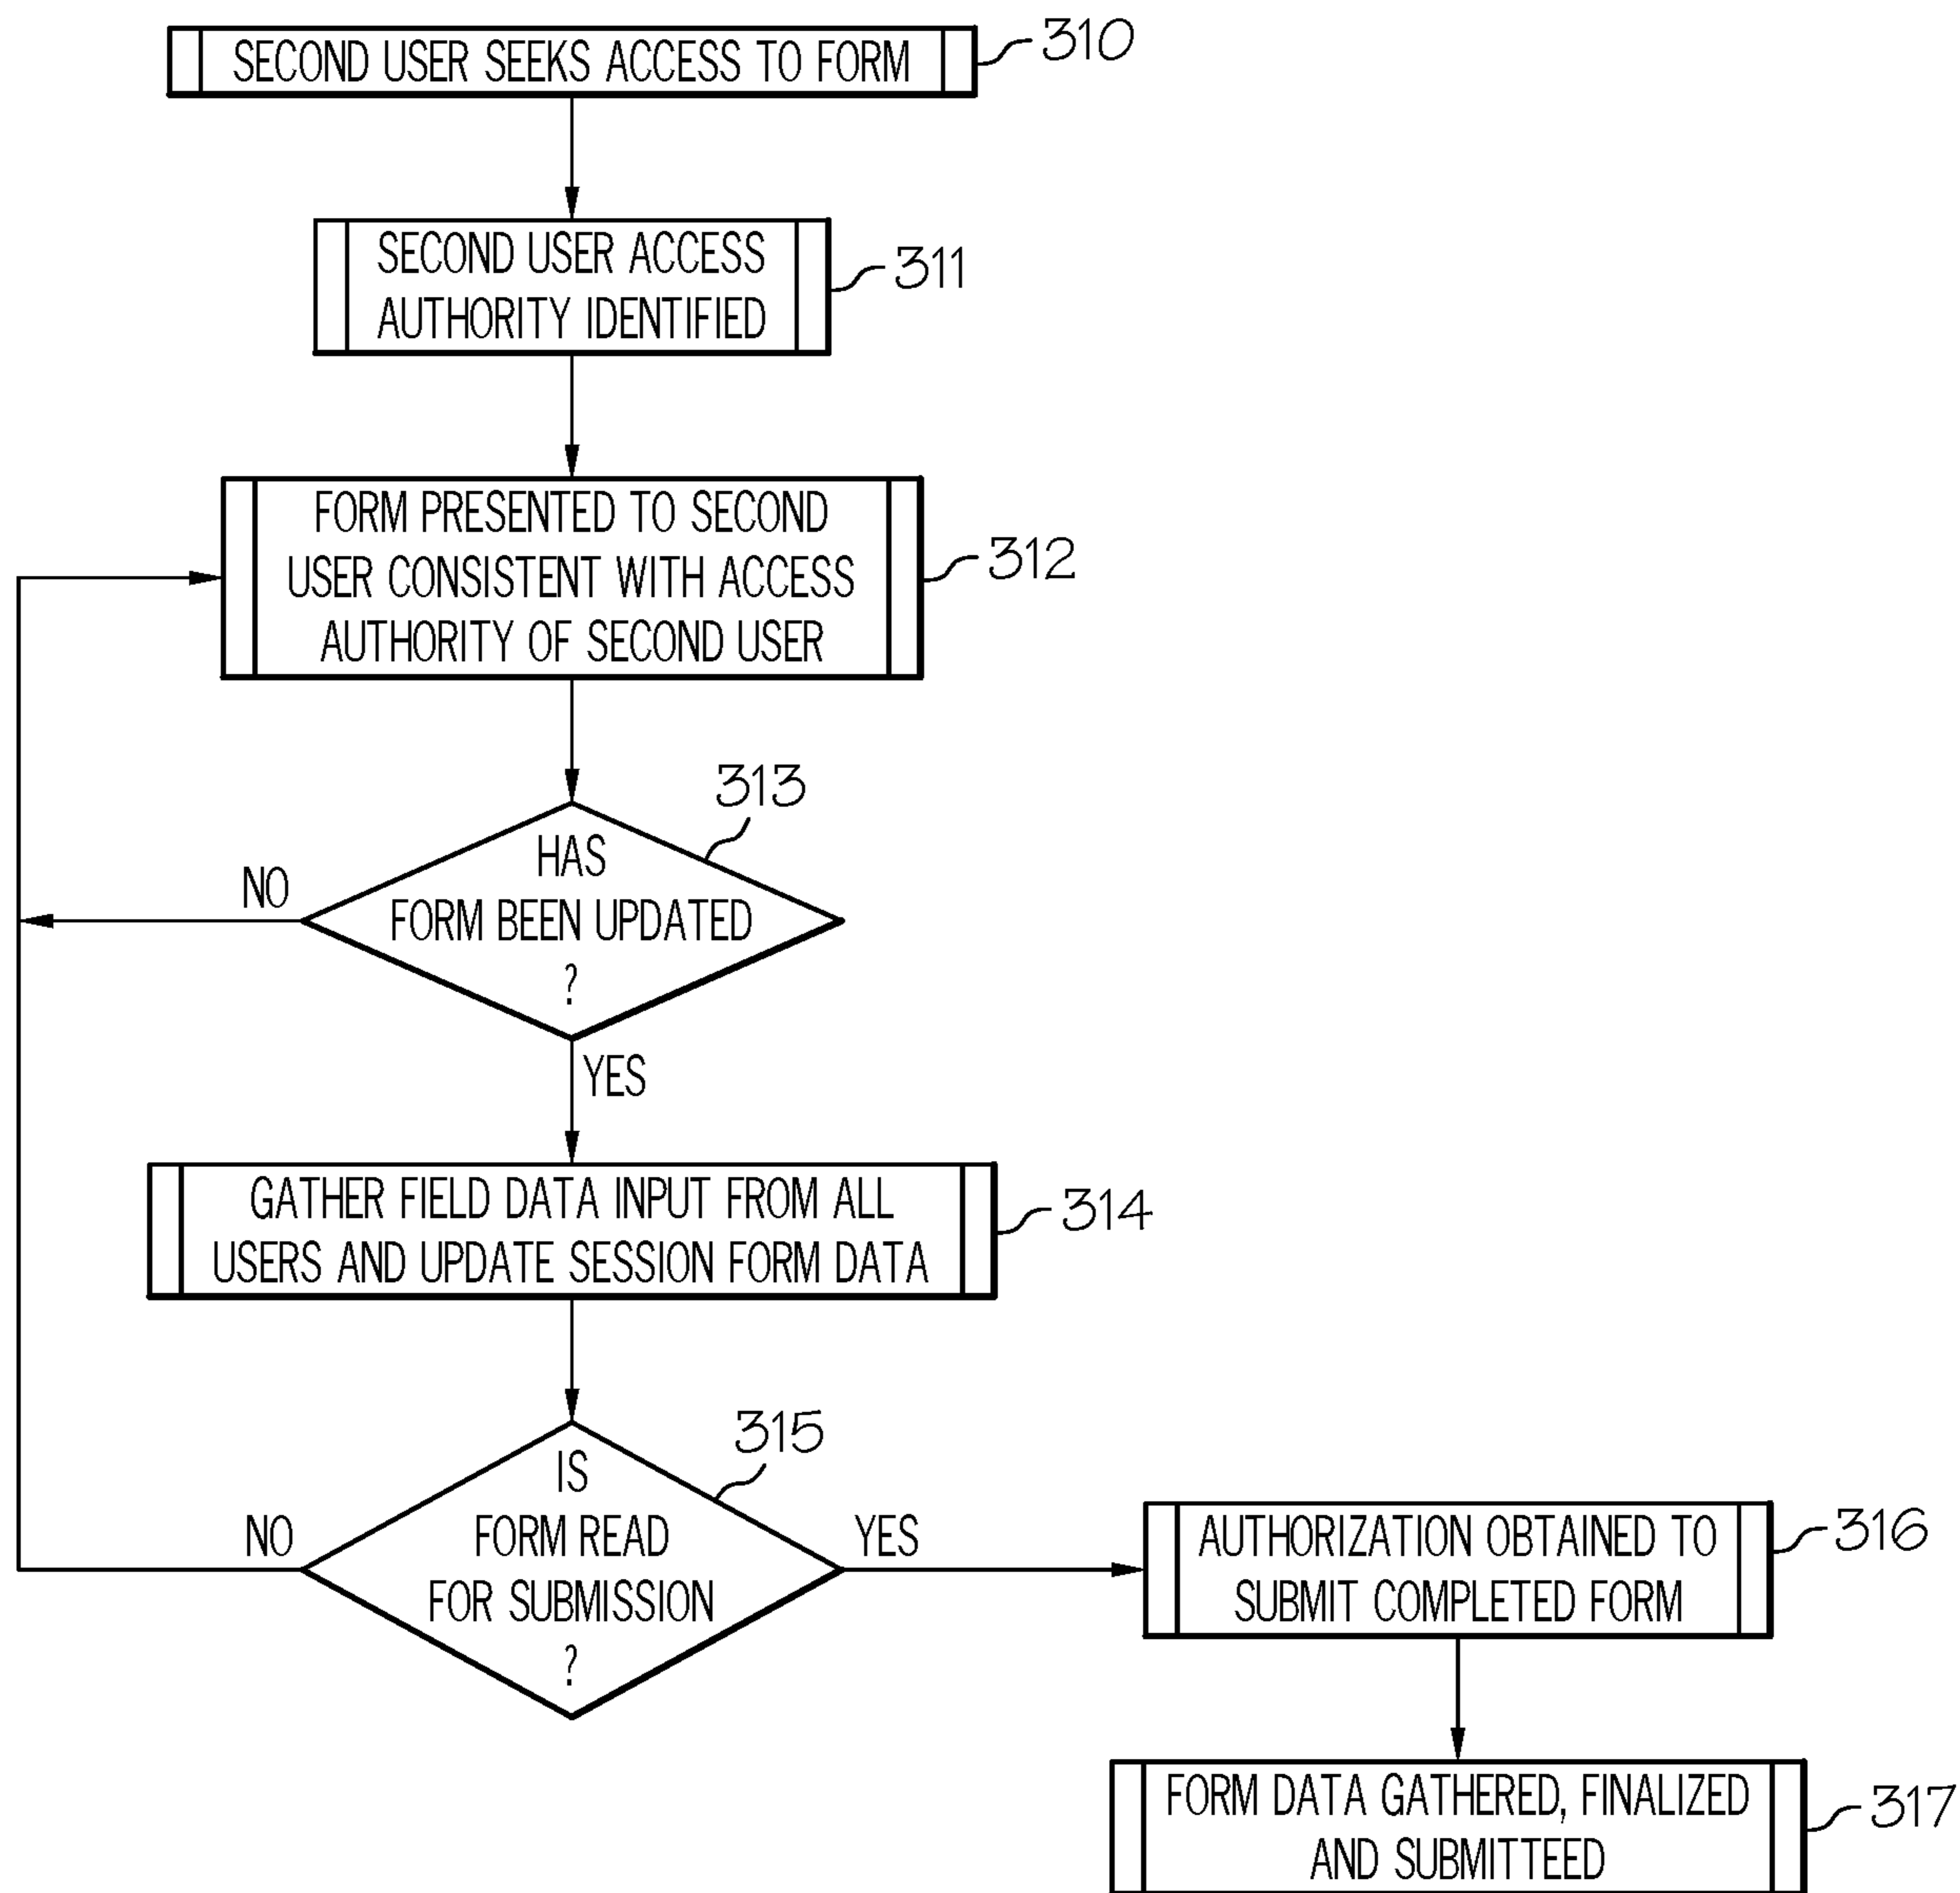 SECOND USER SEEKS ACCESS TO FORM
310
SECOND USER ACCESS
AUTHORITY IDENTIFIED
311
FORM PRESENTED TO SECOND
USER CONSISTENT WITH ACCESS
AUTHORITY OF SECOND USER
312
313
HAS
FORM BEEN UPDATED
?
NO
YES
GATHER FIELD DATA INPUT FROM ALL
USERS AND UPDATE SESSION FORM DATA
314
315
IS
FORM READ
FOR SUBMISSION
?
NO
YES
AUTHORIZATION OBTAINED TO
SUBMIT COMPLETED FORM
316
FORM DATA GATHERED, FINALIZED
AND SUBMITTEED
317